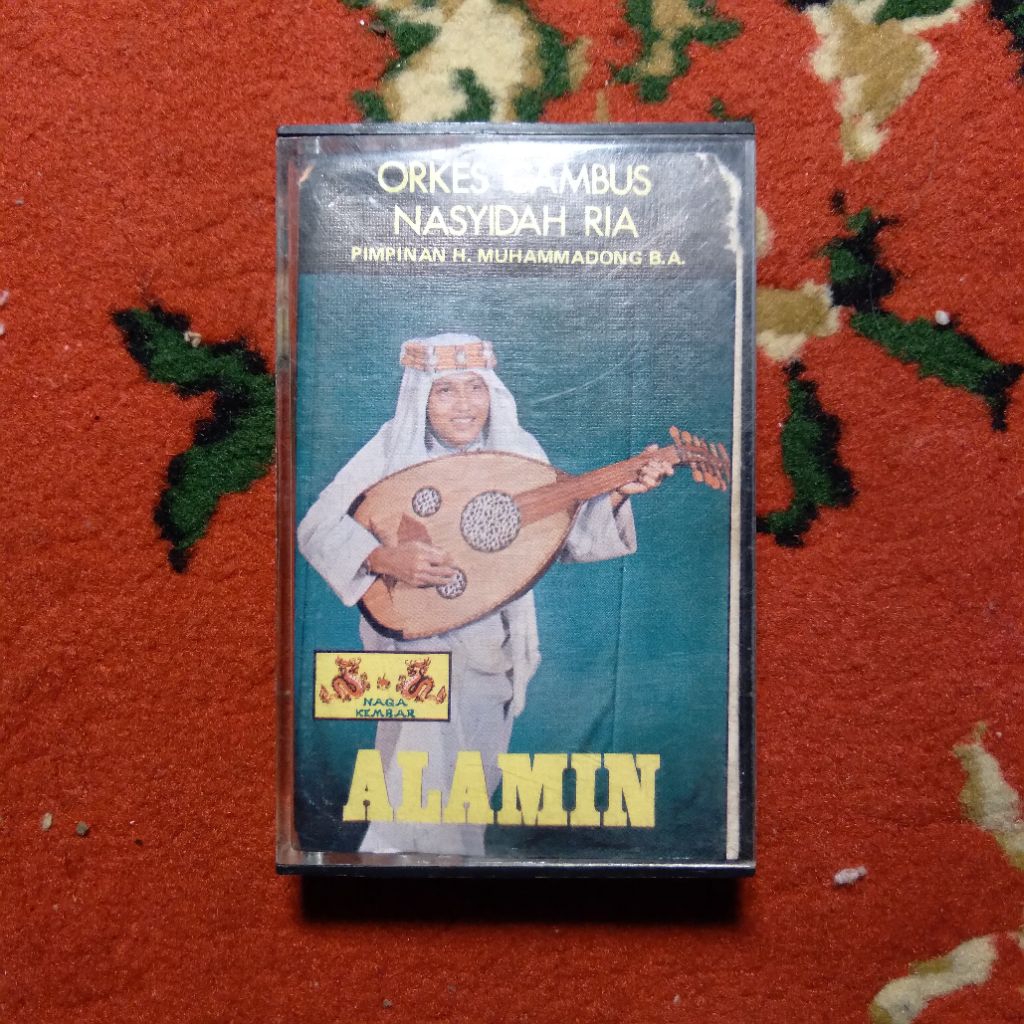 ORKES GAMBUS
NASYIDAH RIA
PIMPINAN H. MUHAMMADONG B.A.
NAGA
KEMBAR
ALAMIN